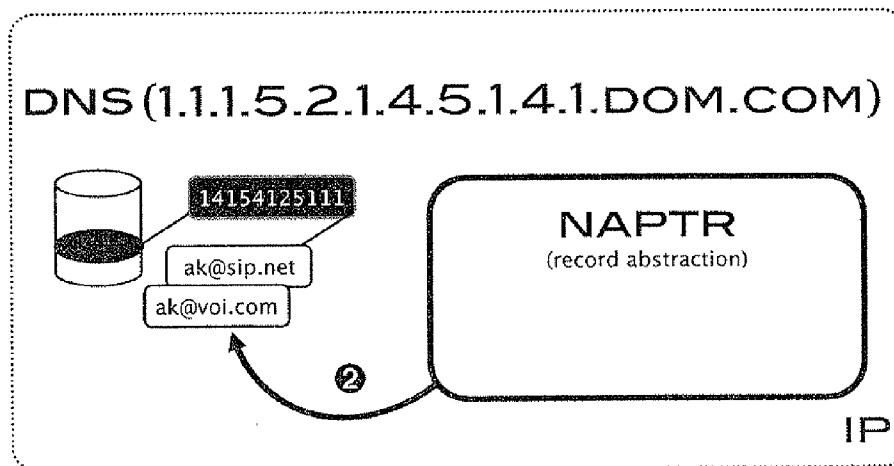 DNS (1.1.1.5.2.1.4.5.1.4.1.DOM.COM)
14154125111
ak@sip.net
ak@voi.com
NAPTR
(record abstraction)
2
IP